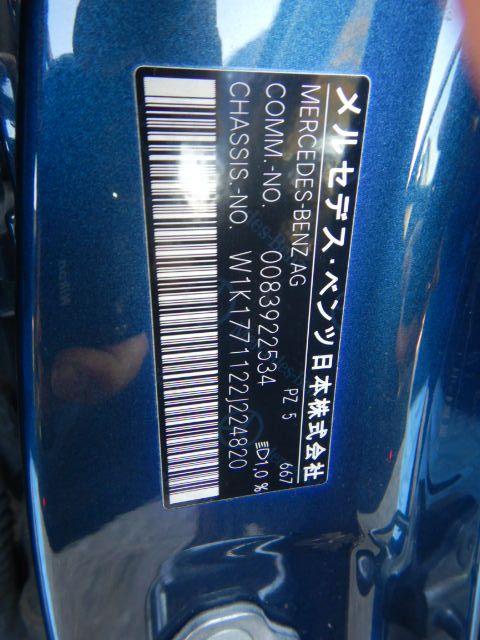 メルセデス・ベンツ日本株式会社
MERCEDES-BENZ AG 667
COMM.-NO. 0083922534 PZ 5
CHASSIS.-NO. W1K1771122J224820 1.0 %